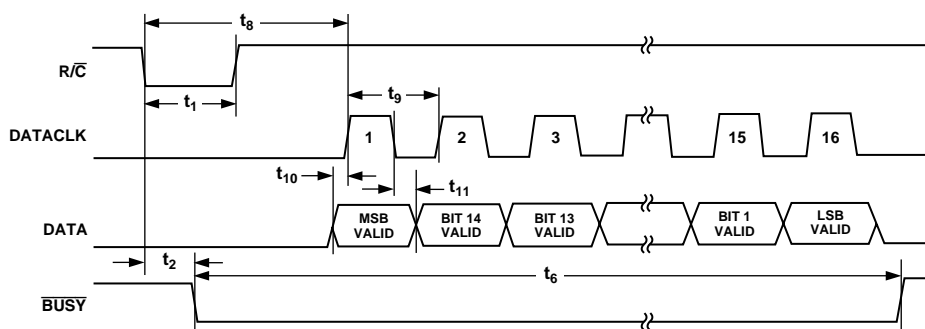 t8
R/C̅
t1
t9
DATACLK
1
2
3
15
16
t10
t11
DATA
MSB VALID
BIT 14 VALID
BIT 13 VALID
BIT 1 VALID
LSB VALID
t2
t6
B̅U̅S̅Y̅